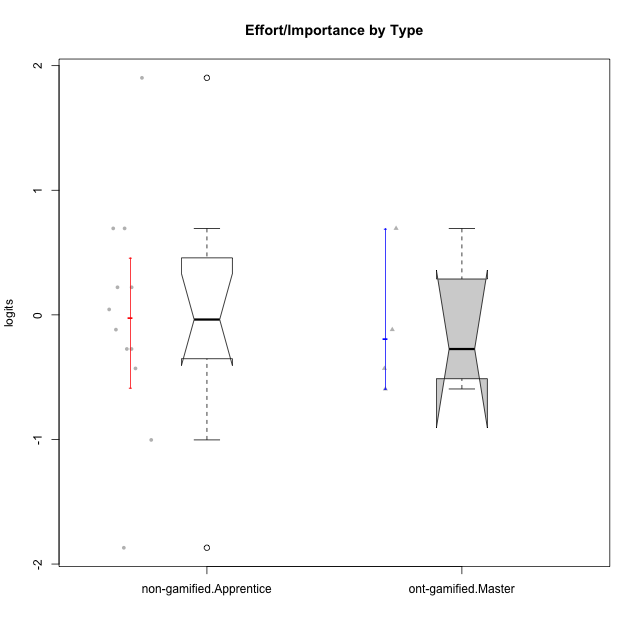 Effort/Importance by Type
logits
2
1
0
-1
-2
non-gamified.Apprentice
ont-gamified.Master